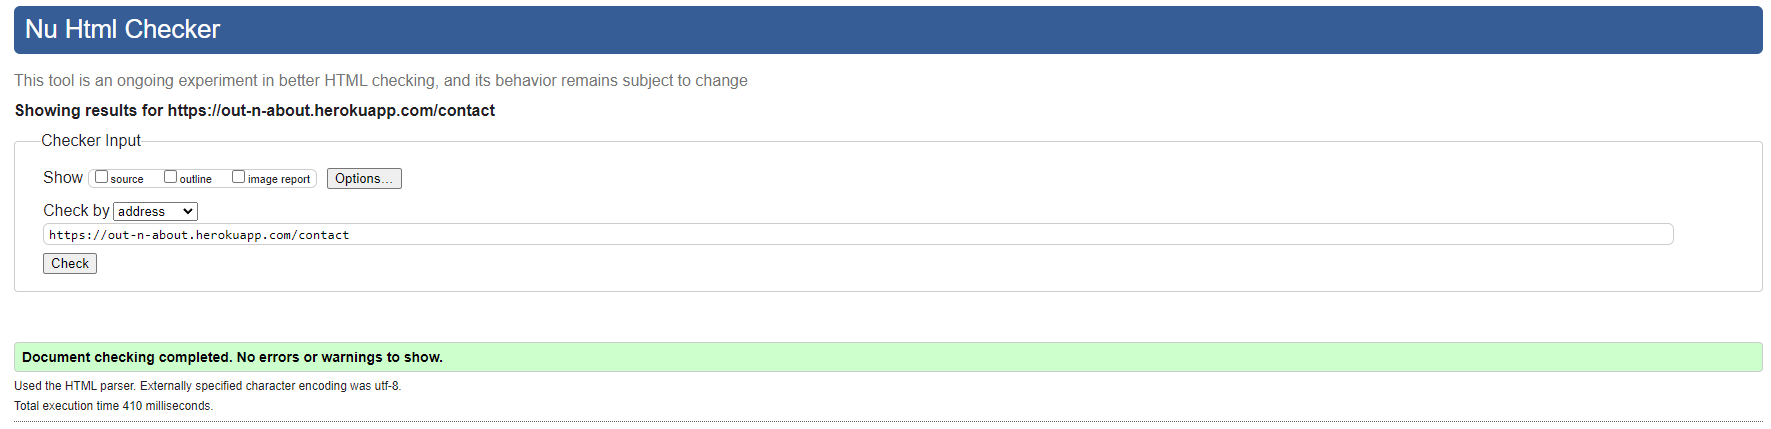 Nu Html Checker
This tool is an ongoing experiment in better HTML checking, and its behavior remains subject to change
Showing results for https://out-n-about.herokuapp.com/contact
Checker Input
Show source outline image report Options...
Check by address
https://out-n-about.herokuapp.com/contact
Check
Document checking completed. No errors or warnings to show.
Used the HTML parser. Externally specified character encoding was utf-8.
Total execution time 410 milliseconds.